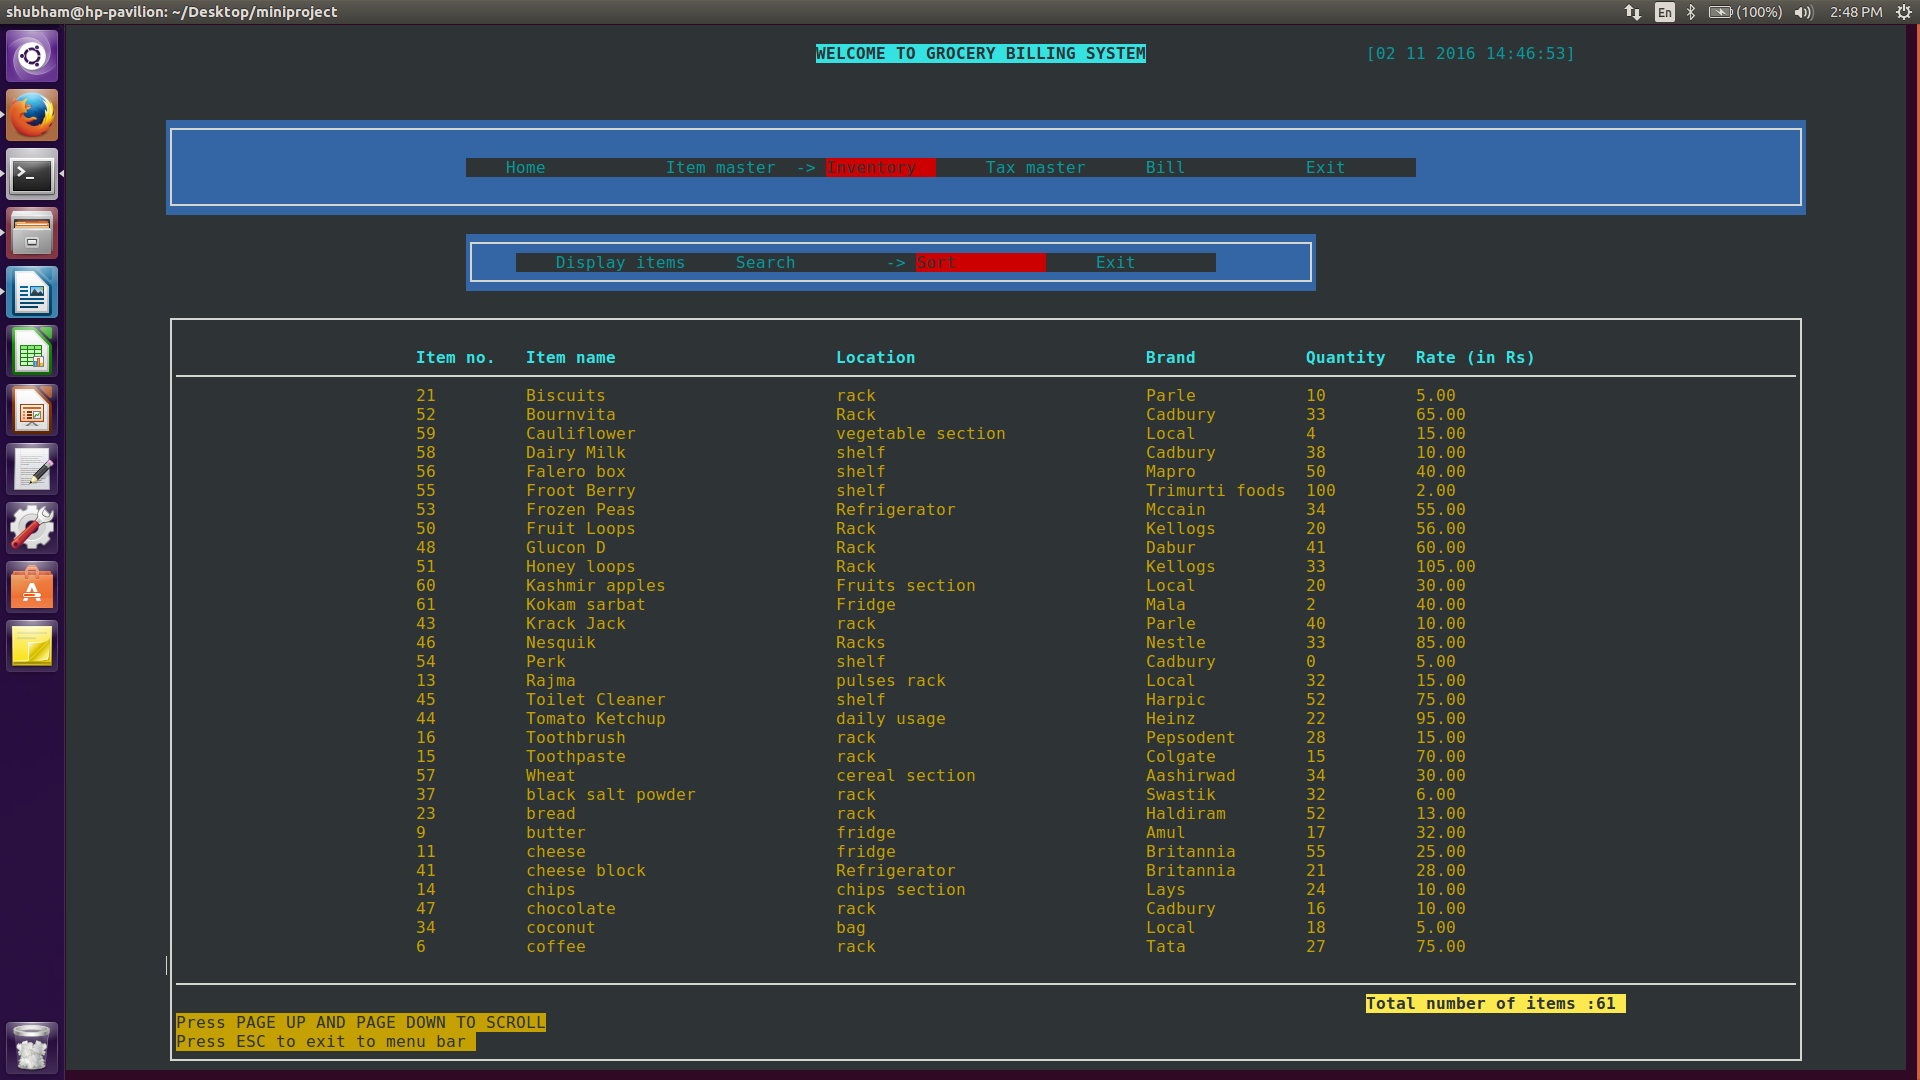 shubham@hp-pavilion: ~/Desktop/miniproject En (100%) 2:48 PM
WELCOME TO GROCERY BILLING SYSTEM [02 11 2016 14:46:53]
Home Item master -> Inventory Tax master Bill Exit
Display items Search -> Sort Exit
Item no. Item name Location Brand Quantity Rate (in Rs)
21 Biscuits rack Parle 10 5.00
52 Bournvita Rack Cadbury 33 65.00
59 Cauliflower vegetable section Local 4 15.00
58 Dairy Milk shelf Cadbury 38 10.00
56 Falero box shelf Mapro 50 40.00
55 Froot Berry shelf Trimurti foods 100 2.00
53 Frozen Peas Refrigerator Mccain 34 55.00
50 Fruit Loops Rack Kellogs 20 56.00
48 Glucon D Rack Dabur 41 60.00
51 Honey loops Rack Kellogs 33 105.00
60 Kashmir apples Fruits section Local 20 30.00
61 Kokam sarbat Fridge Mala 2 40.00
43 Krack Jack rack Parle 40 10.00
46 Nesquik Racks Nestle 33 85.00
54 Perk shelf Cadbury 0 5.00
13 Rajma pulses rack Local 32 15.00
45 Toilet Cleaner shelf Harpic 52 75.00
44 Tomato Ketchup daily usage Heinz 22 95.00
16 Toothbrush rack Pepsodent 28 15.00
15 Toothpaste rack Colgate 15 70.00
57 Wheat cereal section Aashirwad 34 30.00
37 black salt powder rack Swastik 32 6.00
23 bread rack Haldiram 52 13.00
9 butter fridge Amul 17 32.00
11 cheese fridge Britannia 55 25.00
41 cheese block Refrigerator Britannia 21 28.00
14 chips chips section Lays 24 10.00
47 chocolate rack Cadbury 16 10.00
34 coconut bag Local 18 5.00
6 coffee rack Tata 27 75.00
Total number of items :61
Press PAGE UP AND PAGE DOWN TO SCROLL
Press ESC to exit to menu bar